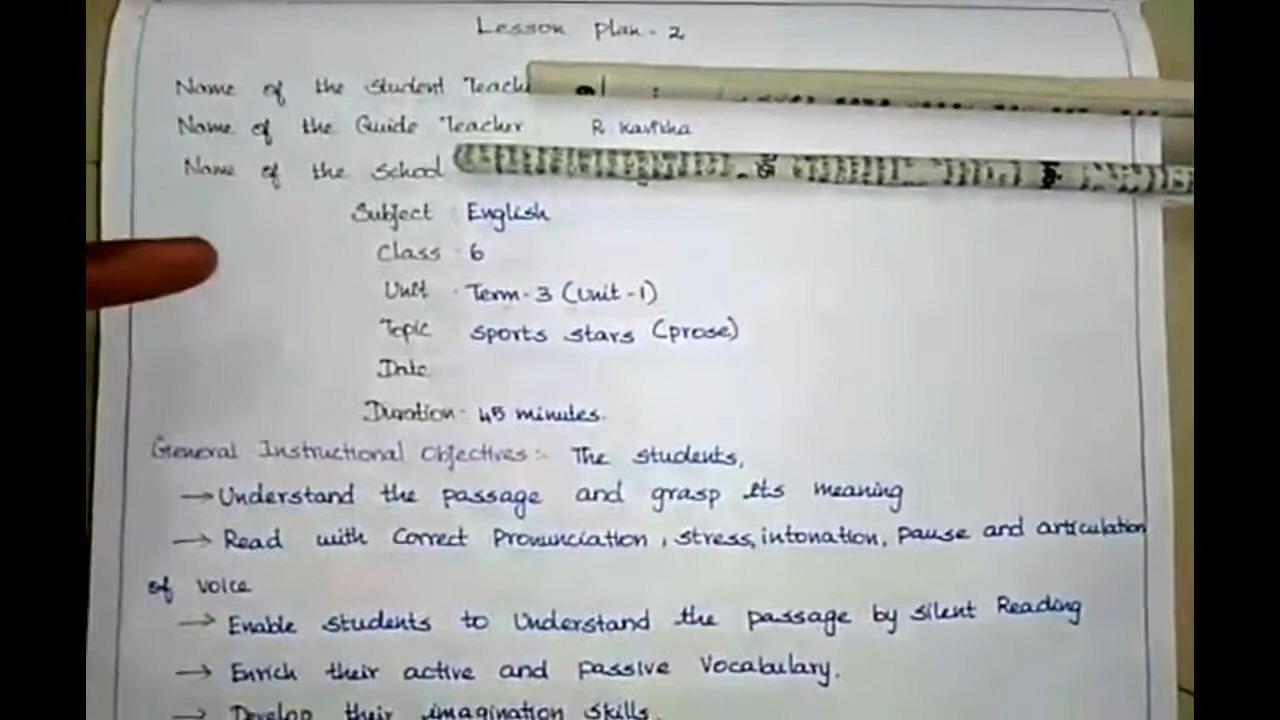 Lesson plan - 2
Name of the Student Teach
Name of the Guide Teacher R. Kavitha
Name of the School
Subject : English
Class : 6
Unit : Term - 3 (Unit - 1)
Topic sports stars (prose)
Date
Duration : 45 minutes.
General Instructional Objectives :- The students,
→ Understand the passage and grasp its meaning
→ Read with Correct Pronunciation, stress, intonation, pause and articulation
of voice
→ Enable students to Understand the passage by silent Reading
→ Enrich their active and passive Vocabulary.
→ Develop their imagination skills.